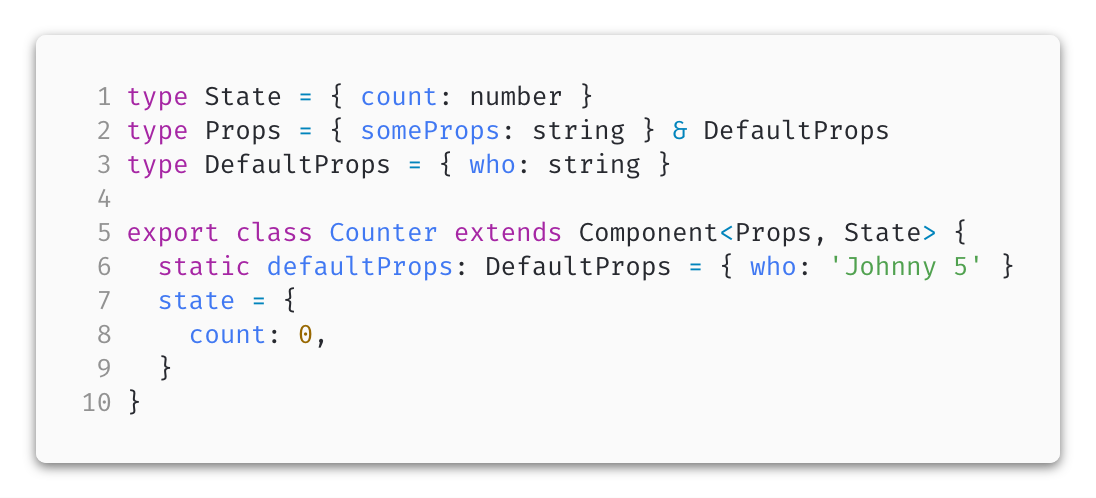 1 type State = { count: number }
2 type Props = { someProps: string } & DefaultProps
3 type DefaultProps = { who: string }
4
5 export class Counter extends Component<Props, State> {
6   static defaultProps: DefaultProps = { who: 'Johnny 5' }
7   state = {
8     count: 0,
9   }
10 }